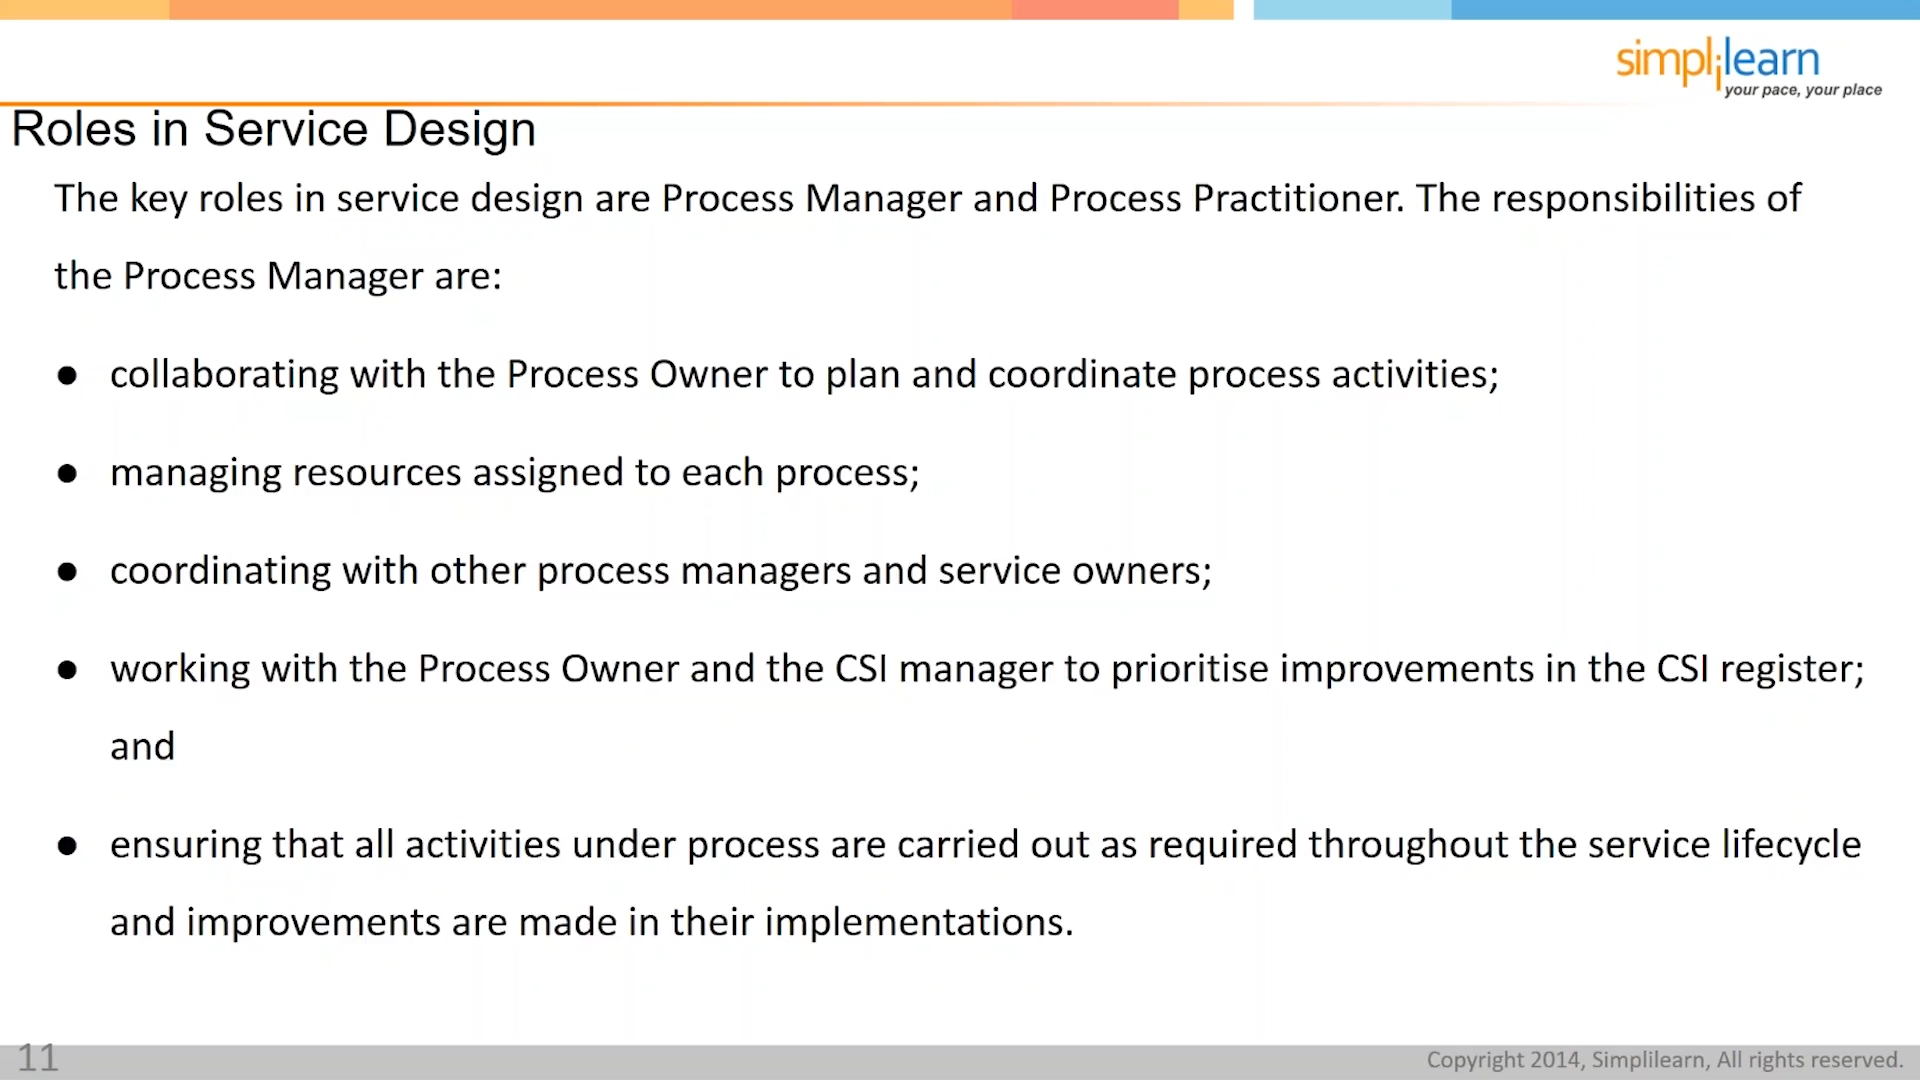 simplilearn
your pace, your place
Roles in Service Design
The key roles in service design are Process Manager and Process Practitioner. The responsibilities of
the Process Manager are:
● collaborating with the Process Owner to plan and coordinate process activities;
● managing resources assigned to each process;
● coordinating with other process managers and service owners;
● working with the Process Owner and the CSI manager to prioritise improvements in the CSI register;
and
● ensuring that all activities under process are carried out as required throughout the service lifecycle
and improvements are made in their implementations.
11
Copyright 2014, Simplilearn, All rights reserved.